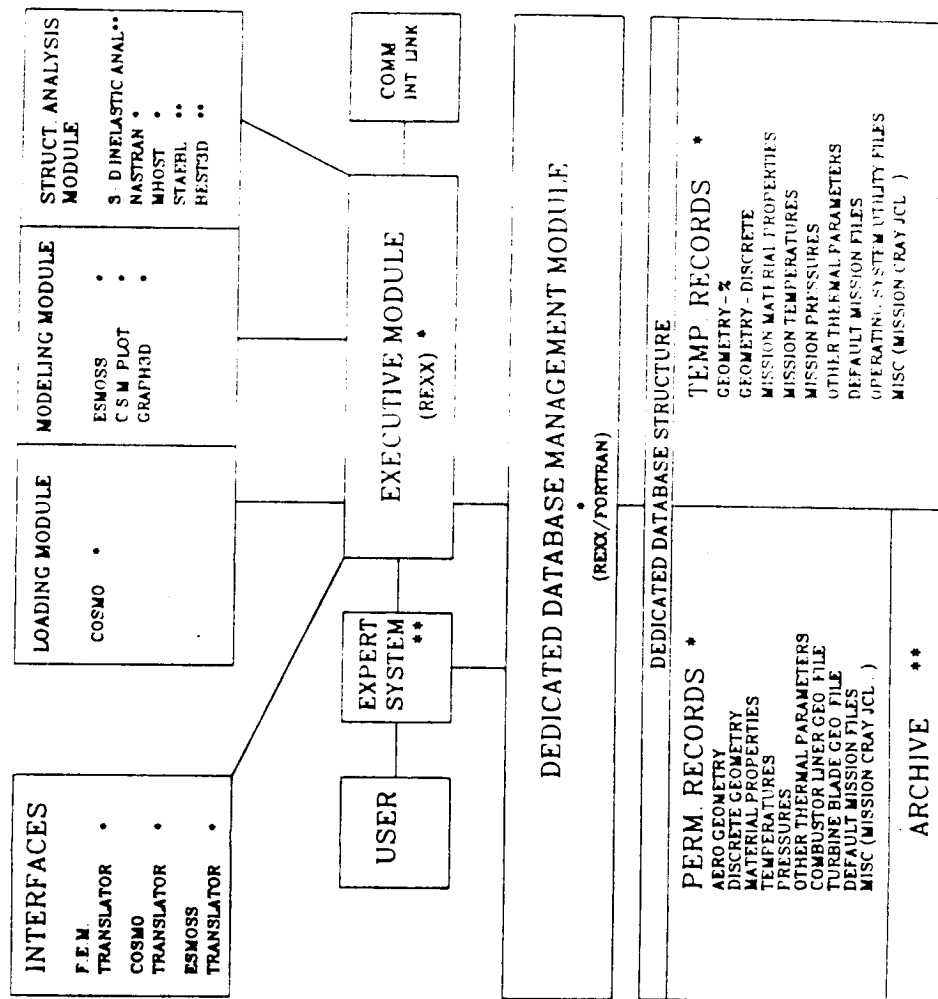 INTERFACES
F.E.M.
TRANSLATOR *
COSMO
TRANSLATOR *
ESMOSS
TRANSLATOR *
LOADING MODULE
COSMO *
MODELING MODULE
ESMOSS *
C S M PLOT *
GRAPH3D *
STRUCT. ANALYSIS
MODULE
3-D INELASTIC ANAL**
NASTRAN *
MHOST *
STAEBL **
BEST3D **
USER
EXPERT
SYSTEM
**
EXECUTIVE MODULE
(REXX) *
COMM
INT LINK
DEDICATED DATABASE MANAGEMENT MODULE
*
(REXX/FORTRAN)
DEDICATED DATABASE STRUCTURE
PERM. RECORDS *
AERO GEOMETRY
DISCRETE GEOMETRY
MATERIAL PROPERTIES
TEMPERATURES
PRESSURES
OTHER THERMAL PARAMETERS
COMBUSTOR LINER GEO FILE
TURBINE BLADE GEO FILE
DEFAULT MISSION FILES
MISC (MISSION CRAY JCL . )
ARCHIVE **
TEMP. RECORDS *
GEOMETRY - %
GEOMETRY - DISCRETE
MISSION MATERIAL PROPERTIES
MISSION TEMPERATURES
MISSION PRESSURES
OTHER THERMAL PARAMETERS
DEFAULT MISSION FILES
OPERATING SYSTEM UTILITY FILES
MISC (MISSION CRAY JCL )